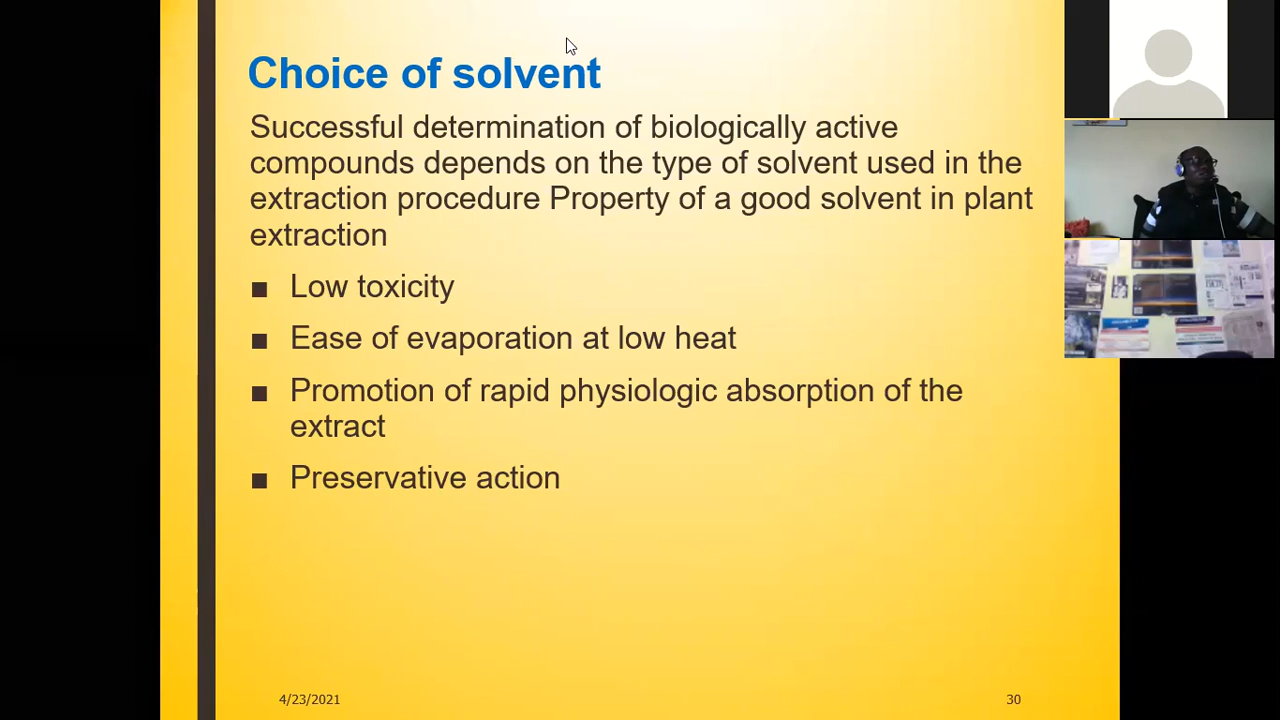 Choice of solvent
Successful determination of biologically active
compounds depends on the type of solvent used in the
extraction procedure Property of a good solvent in plant
extraction
■ Low toxicity
■ Ease of evaporation at low heat
■ Promotion of rapid physiologic absorption of the
extract
■ Preservative action
4/23/2021
30